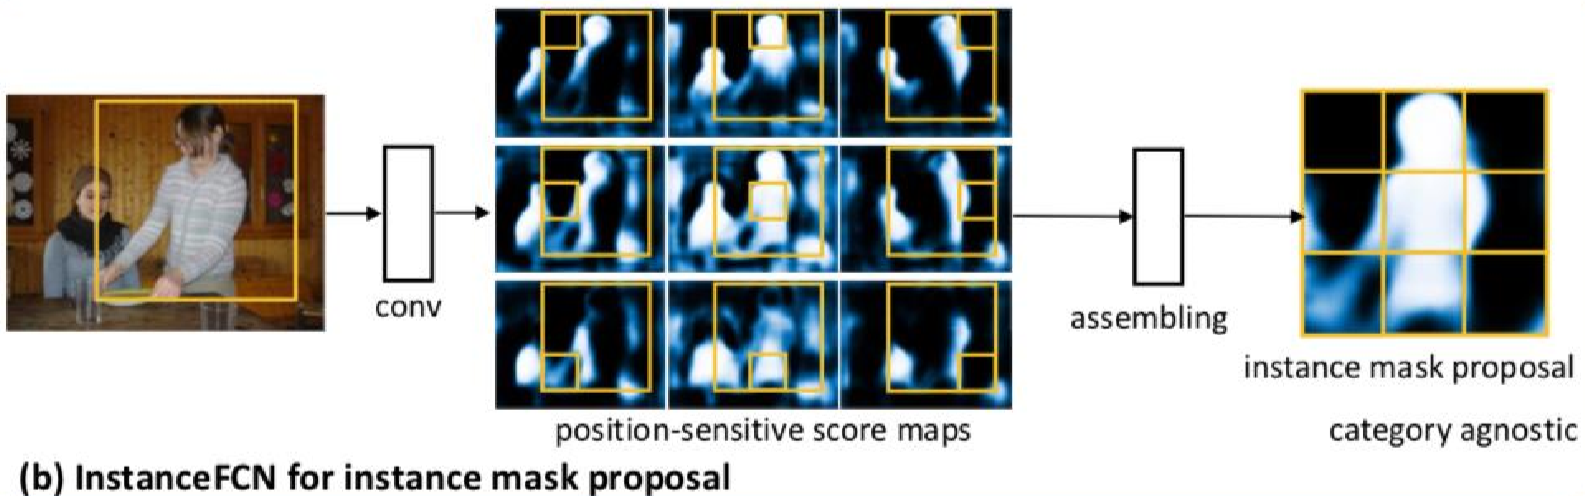 conv
position-sensitive score maps
assembling
instance mask proposal
category agnostic
(b) InstanceFCN for instance mask proposal